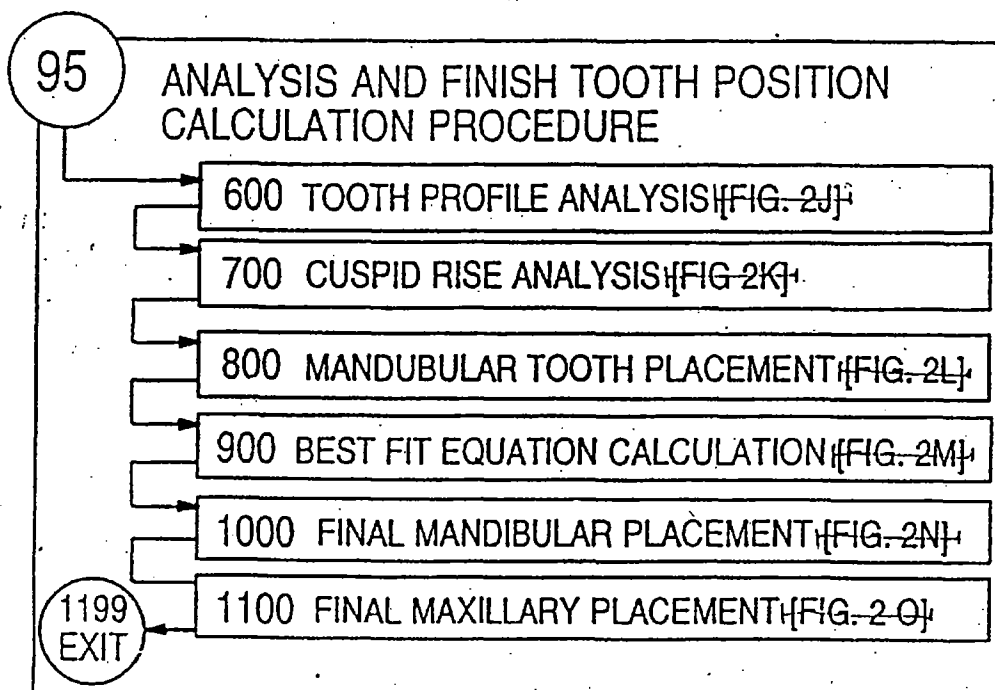 95
ANALYSIS AND FINISH TOOTH POSITION
CALCULATION PROCEDURE
600 TOOTH PROFILE ANALYSIS [FIG. 2J]
700 CUSPID RISE ANALYSIS [FIG 2K]
800 MANDUBULAR TOOTH PLACEMENT [FIG. 2L]
900 BEST FIT EQUATION CALCULATION [FIG. 2M]
1000 FINAL MANDIBULAR PLACEMENT [FIG. 2N]
1100 FINAL MAXILLARY PLACEMENT [FIG. 2 O]
1199
EXIT